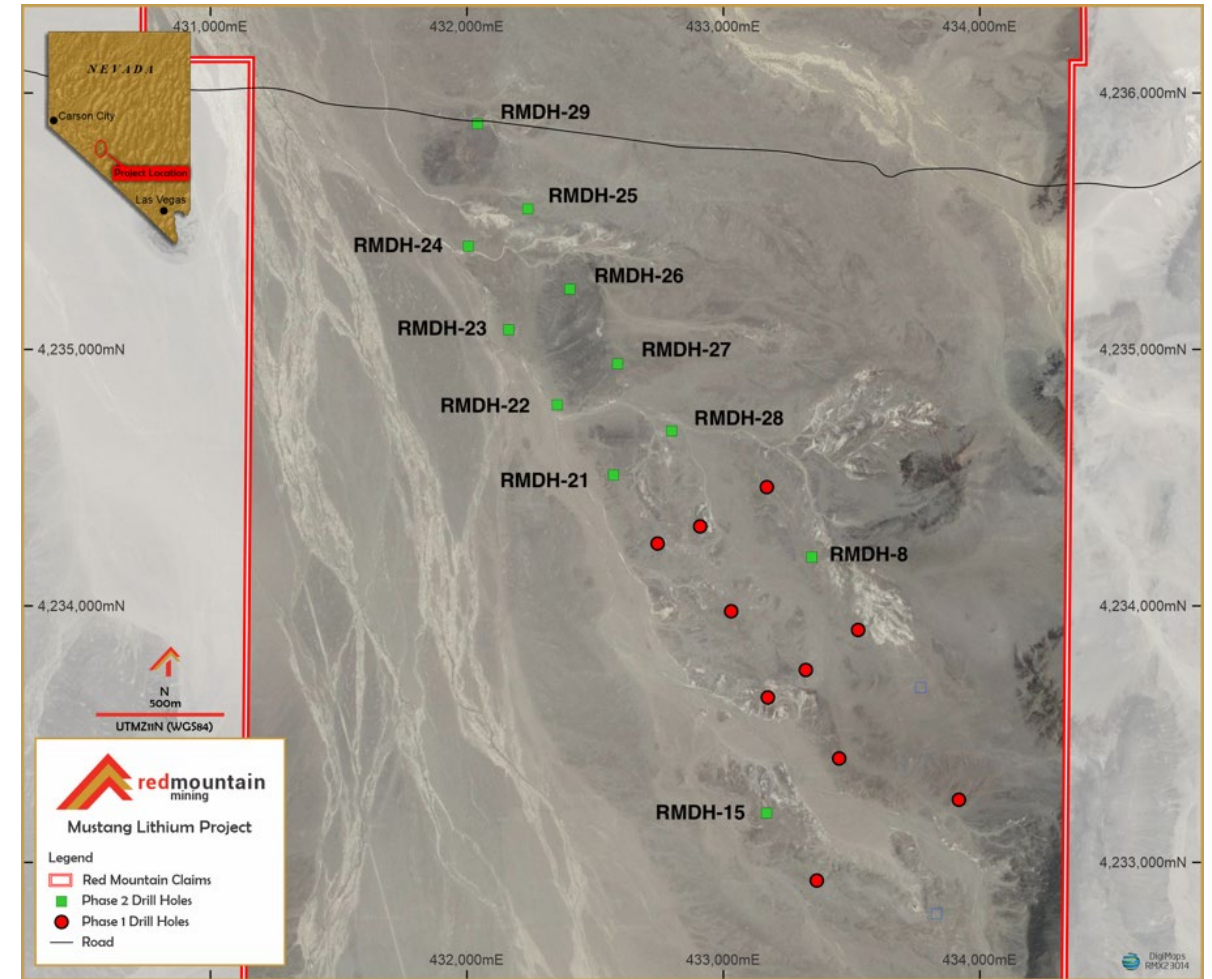 431,000mE
432,000mE
433,000mE
434,000mE
NEVADA
Carson City
Project Location
Las Vegas
4,236,000mN
RMDH-29
RMDH-25
RMDH-24
RMDH-26
RMDH-23
4,235,000mN
4,235,000mN
RMDH-27
RMDH-22
RMDH-28
RMDH-21
RMDH-8
4,234,000mN
4,234,000mN
N
500m
UTMZ11N (WGS84)
RMDH-15
redmountain
mining
Mustang Lithium Project
Legend
Red Mountain Claims
Phase 2 Drill Holes
Phase 1 Drill Holes
Road
4,233,000mN
432,000mE
433,000mE
434,000mE
DigiMaps
RMX23014